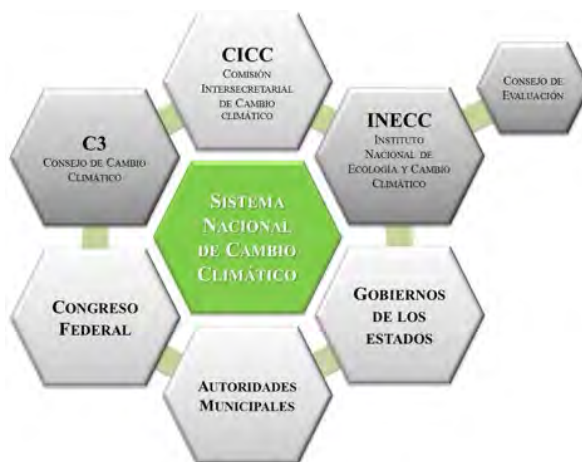 CICC
COMISIÓN
INTERSECRETARIAL
DE CAMBIO
CLIMÁTICO
CONSEJO DE
EVALUACIÓN
C3
CONSEJO DE CAMBIO
CLIMÁTICO
INECC
INSTITUTO
NACIONAL DE
ECOLOGÍA Y CAMBIO
CLIMÁTICO
SISTEMA
NACIONAL
DE CAMBIO
CLIMÁTICO
CONGRESO
FEDERAL
GOBIERNOS
DE LOS
ESTADOS
AUTORIDADES
MUNICIPALES